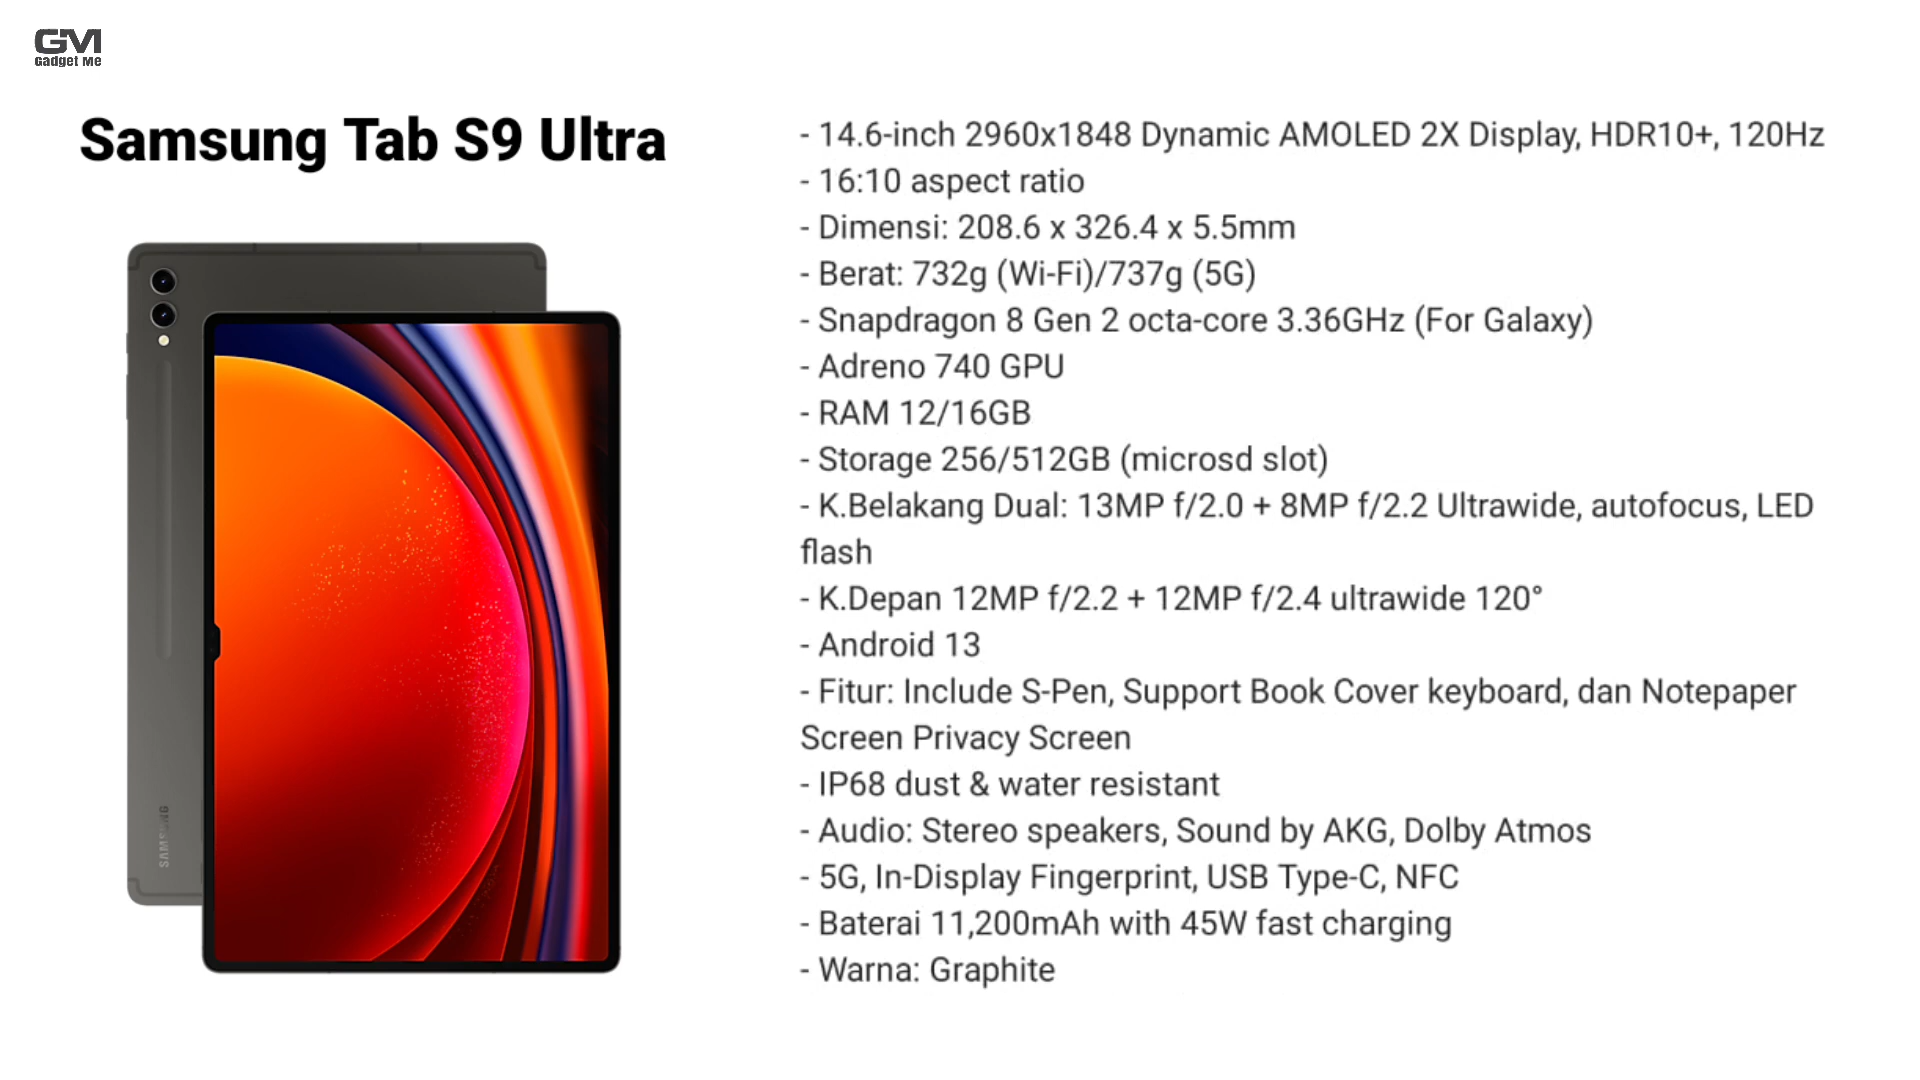 GM
Gadget Me
Samsung Tab S9 Ultra
- 14.6-inch 2960x1848 Dynamic AMOLED 2X Display, HDR10+, 120Hz
- 16:10 aspect ratio
- Dimensi: 208.6 x 326.4 x 5.5mm
- Berat: 732g (Wi-Fi)/737g (5G)
- Snapdragon 8 Gen 2 octa-core 3.36GHz (For Galaxy)
- Adreno 740 GPU
- RAM 12/16GB
- Storage 256/512GB (microsd slot)
- K.Belakang Dual: 13MP f/2.0 + 8MP f/2.2 Ultrawide, autofocus, LED
flash
- K.Depan 12MP f/2.2 + 12MP f/2.4 ultrawide 120°
- Android 13
- Fitur: Include S-Pen, Support Book Cover keyboard, dan Notepaper
Screen Privacy Screen
- IP68 dust & water resistant
- Audio: Stereo speakers, Sound by AKG, Dolby Atmos
- 5G, In-Display Fingerprint, USB Type-C, NFC
- Baterai 11,200mAh with 45W fast charging
- Warna: Graphite
SAMSUNG